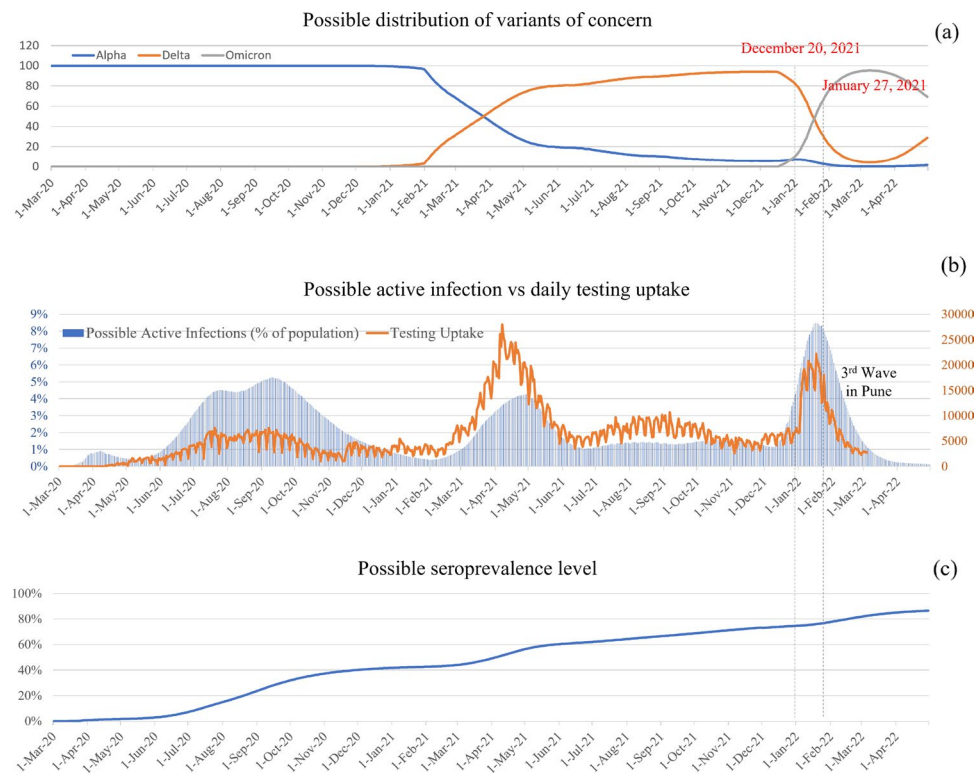 Possible distribution of variants of concern
(a)
120
Alpha Delta Omicron
December 20, 2021
100
80
January 27, 2021
60
40
20
0
1-Mar-20 1-Apr-20 1-May-20 1-Jun-20 1-Jul-20 1-Aug-20 1-Sep-20 1-Oct-20 1-Nov-20 1-Dec-20 1-Jan-21 1-Feb-21 1-Mar-21 1-Apr-21 1-May-21 1-Jun-21 1-Jul-21 1-Aug-21 1-Sep-21 1-Oct-21 1-Nov-21 1-Dec-21 1-Jan-22 1-Feb-22 1-Mar-22 1-Apr-22
(b)
Possible active infection vs daily testing uptake
9% 30000
Possible Active Infections (% of population) Testing Uptake
8% 25000
7%
6% 20000
3rd Wave
in Pune
5% 15000
4%
3% 10000
2%
1% 5000
0% 0
1-Mar-20 1-Apr-20 1-May-20 1-Jun-20 1-Jul-20 1-Aug-20 1-Sep-20 1-Oct-20 1-Nov-20 1-Dec-20 1-Jan-21 1-Feb-21 1-Mar-21 1-Apr-21 1-May-21 1-Jun-21 1-Jul-21 1-Aug-21 1-Sep-21 1-Oct-21 1-Nov-21 1-Dec-21 1-Jan-22 1-Feb-22 1-Mar-22 1-Apr-22
Possible seroprevalence level
(c)
100%
80%
60%
40%
20%
0%
1-Mar-20 1-Apr-20 1-May-20 1-Jun-20 1-Jul-20 1-Aug-20 1-Sep-20 1-Oct-20 1-Nov-20 1-Dec-20 1-Jan-21 1-Feb-21 1-Mar-21 1-Apr-21 1-May-21 1-Jun-21 1-Jul-21 1-Aug-21 1-Sep-21 1-Oct-21 1-Nov-21 1-Dec-21 1-Jan-22 1-Feb-22 1-Mar-22 1-Apr-22